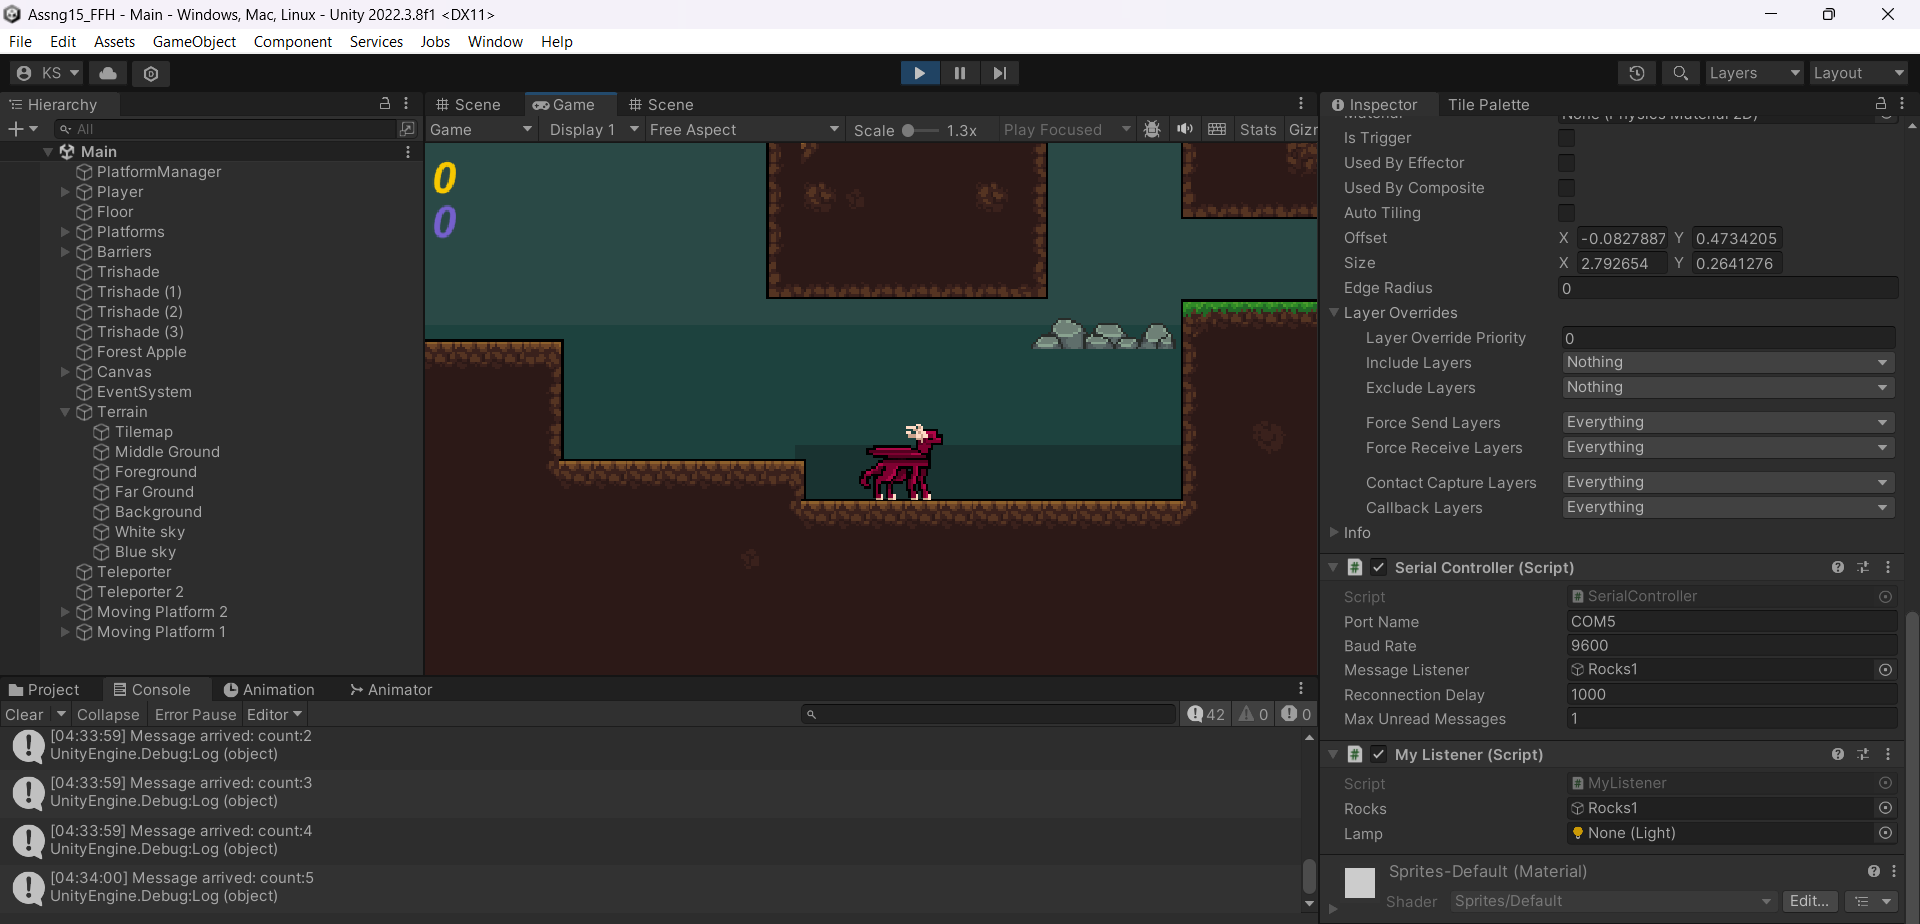 Assng15_FFH - Main - Windows, Mac, Linux - Unity 2022.3.8f1 <DX11>
File Edit Assets GameObject Component Services Jobs Window Help
KS
Layers Layout
Hierarchy
All
Main
PlatformManager
Player
Floor
Platforms
Barriers
Trishade
Trishade (1)
Trishade (2)
Trishade (3)
Forest Apple
Canvas
EventSystem
Terrain
Tilemap
Middle Ground
Foreground
Far Ground
Background
White sky
Blue sky
Teleporter
Teleporter 2
Moving Platform 2
Moving Platform 1
Scene Game Scene
Game Display 1 Free Aspect Scale 1.3x Play Focused Stats Giz
0
0
Inspector Tile Palette
Material None (Physics Material 2D)
Is Trigger
Used By Effector
Used By Composite
Auto Tiling
Offset X -0.0827887 Y 0.4734205
Size X 2.792654 Y 0.2641276
Edge Radius 0
Layer Overrides
Layer Override Priority 0
Include Layers Nothing
Exclude Layers Nothing
Force Send Layers Everything
Force Receive Layers Everything
Contact Capture Layers Everything
Callback Layers Everything
Info
# Serial Controller (Script)
Script # SerialController
Port Name COM5
Baud Rate 9600
Message Listener Rocks1
Reconnection Delay 1000
Max Unread Messages 1
# My Listener (Script)
Script # MyListener
Rocks Rocks1
Lamp None (Light)
Sprites-Default (Material)
Shader Sprites/Default Edit...
Project Console Animation Animator
Clear Collapse Error Pause Editor 42 0 0
[04:33:59] Message arrived: count:2
UnityEngine.Debug:Log (object)
[04:33:59] Message arrived: count:3
UnityEngine.Debug:Log (object)
[04:33:59] Message arrived: count:4
UnityEngine.Debug:Log (object)
[04:34:00] Message arrived: count:5
UnityEngine.Debug:Log (object)